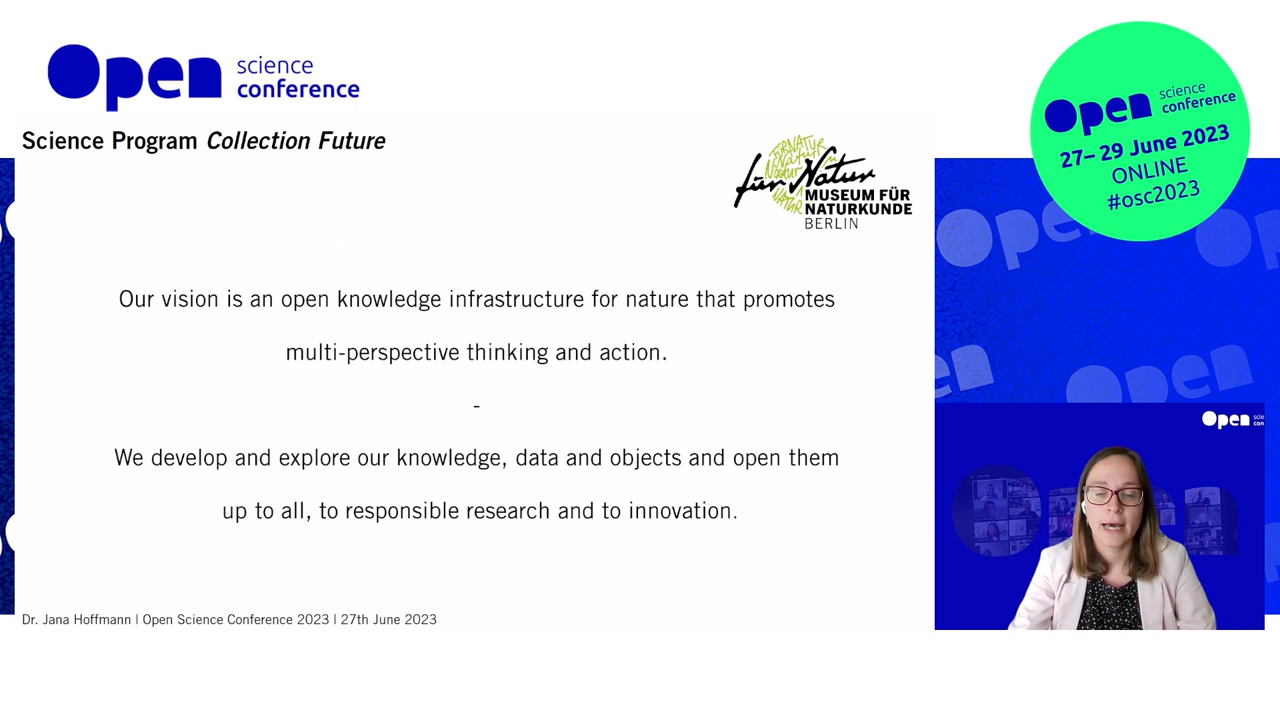 Open science
conference
Science Program Collection Future
für Natur
MUSEUM FÜR
NATURKUNDE
BERLIN
Open science
conference
27– 29 June 2023
ONLINE
#osc2023
Our vision is an open knowledge infrastructure for nature that promotes
multi-perspective thinking and action.
-
We develop and explore our knowledge, data and objects and open them
up to all, to responsible research and to innovation.
Dr. Jana Hoffmann | Open Science Conference 2023 | 27th June 2023
Open scie
con